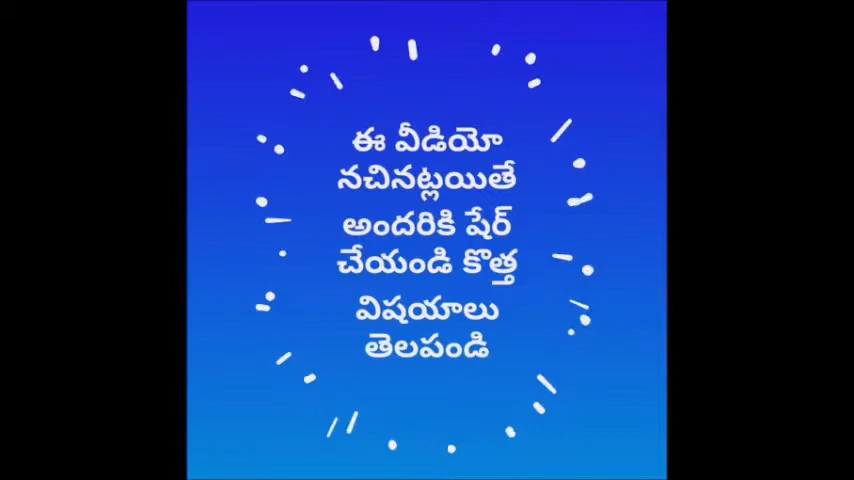 ఈ వీడియో
నచినట్లయితే
అందరికి షేర్
చేయండి కొత్త
విషయాలు
తెలపండి